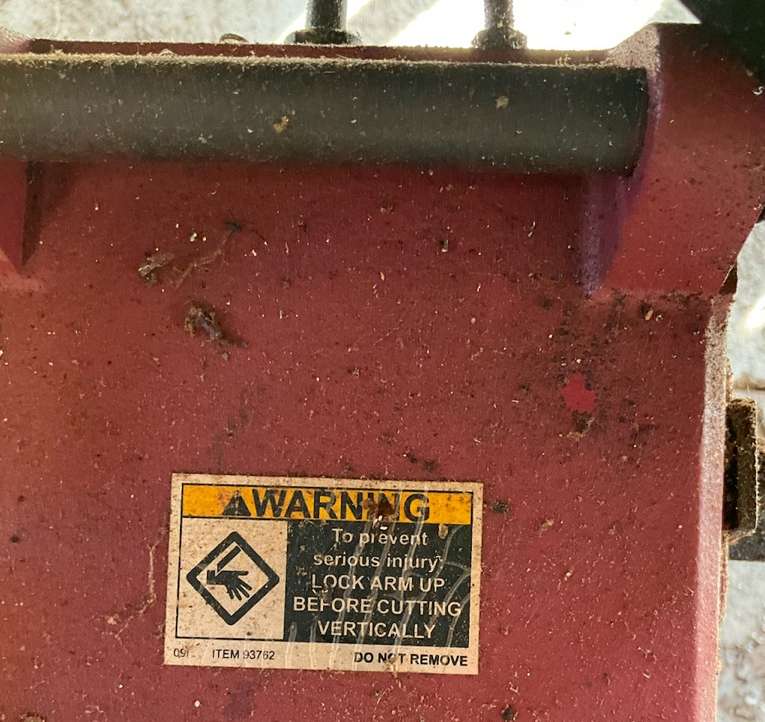 WARNING
To prevent
serious injury:
LOCK ARM UP
BEFORE CUTTING
VERTICALLY
ITEM 93762 DO NOT REMOVE